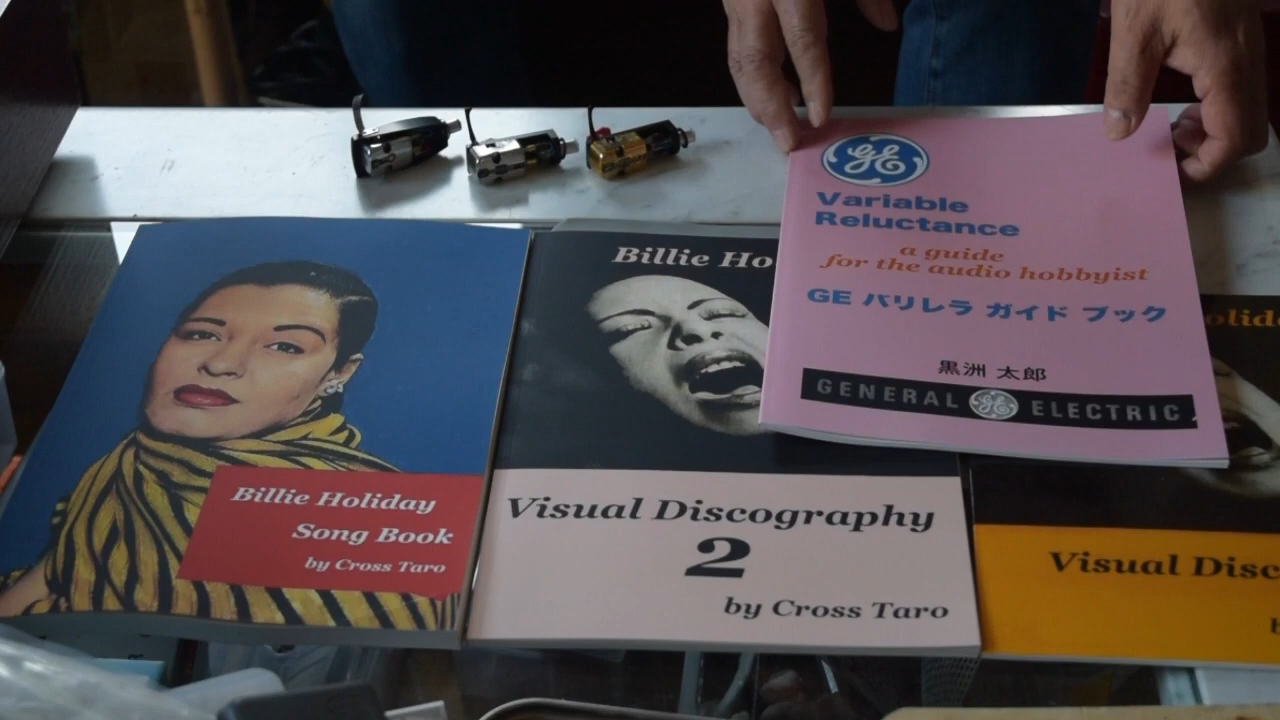 GE
Variable
Reluctance
a guide
for the audio hobbyist
GE バリレラ ガイド ブック
黒洲 太郎
GENERAL GE ELECTRIC
Billie Holiday
Song Book
by Cross Taro
Billie Ho
Visual Discography
2
by Cross Taro
olid
Visual Disc
b